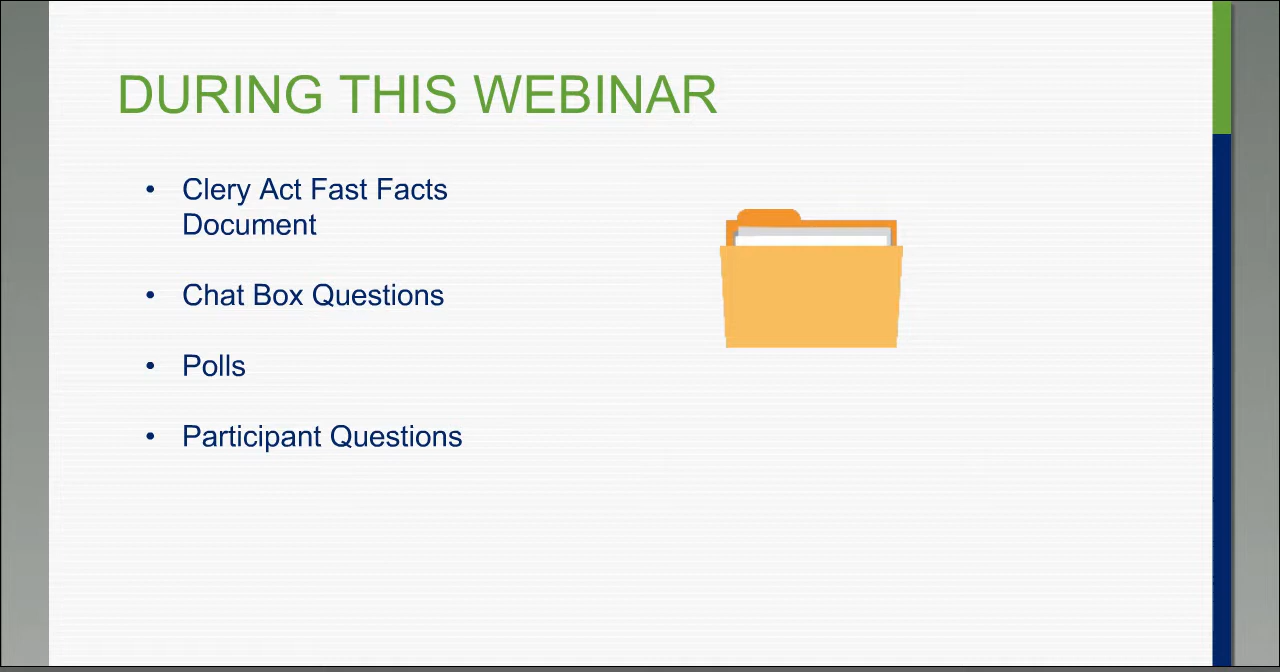 DURING THIS WEBINAR
• Clery Act Fast Facts
Document
• Chat Box Questions
• Polls
• Participant Questions